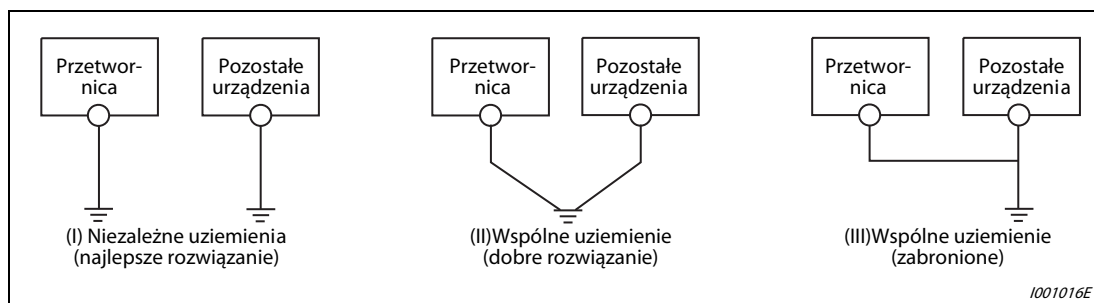 Przetwor-
nica
Pozostałe
urządzenia
Przetwor-
nica
Pozostałe
urządzenia
Przetwor-
nica
Pozostałe
urządzenia
(I) Niezależne uziemienia
(najlepsze rozwiązanie)
(II)Wspólne uziemienie
(dobre rozwiązanie)
(III)Wspólne uziemienie
(zabronione)
I001016E